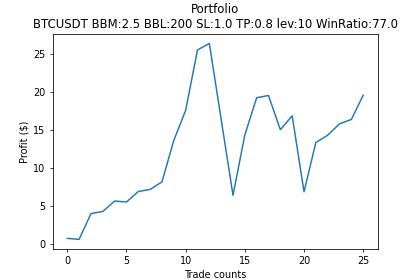 Portfolio
BTCUSDT BBM:2.5 BBL:200 SL:1.0 TP:0.8 lev:10 WinRatio:77.0
25
20
15
10
5
0
Profit ($)
0 5 10 15 20 25
Trade counts